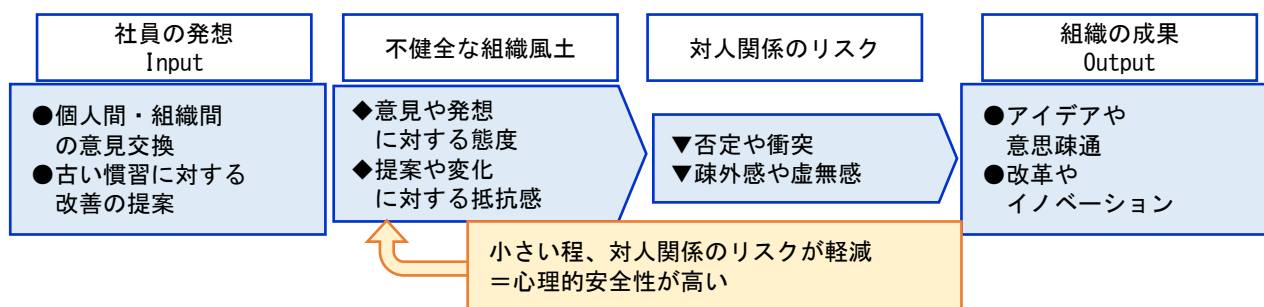 社員の発想
Input
不健全な組織風土
対人関係のリスク
組織の成果
Output
●個人間・組織間
の意見交換
●古い慣習に対する
改善の提案
◆意見や発想
に対する態度
◆提案や変化
に対する抵抗感
▼否定や衝突
▼疎外感や虚無感
●アイデアや
意思疎通
●改革や
イノベーション
小さい程、対人関係のリスクが軽減
＝心理的安全性が高い